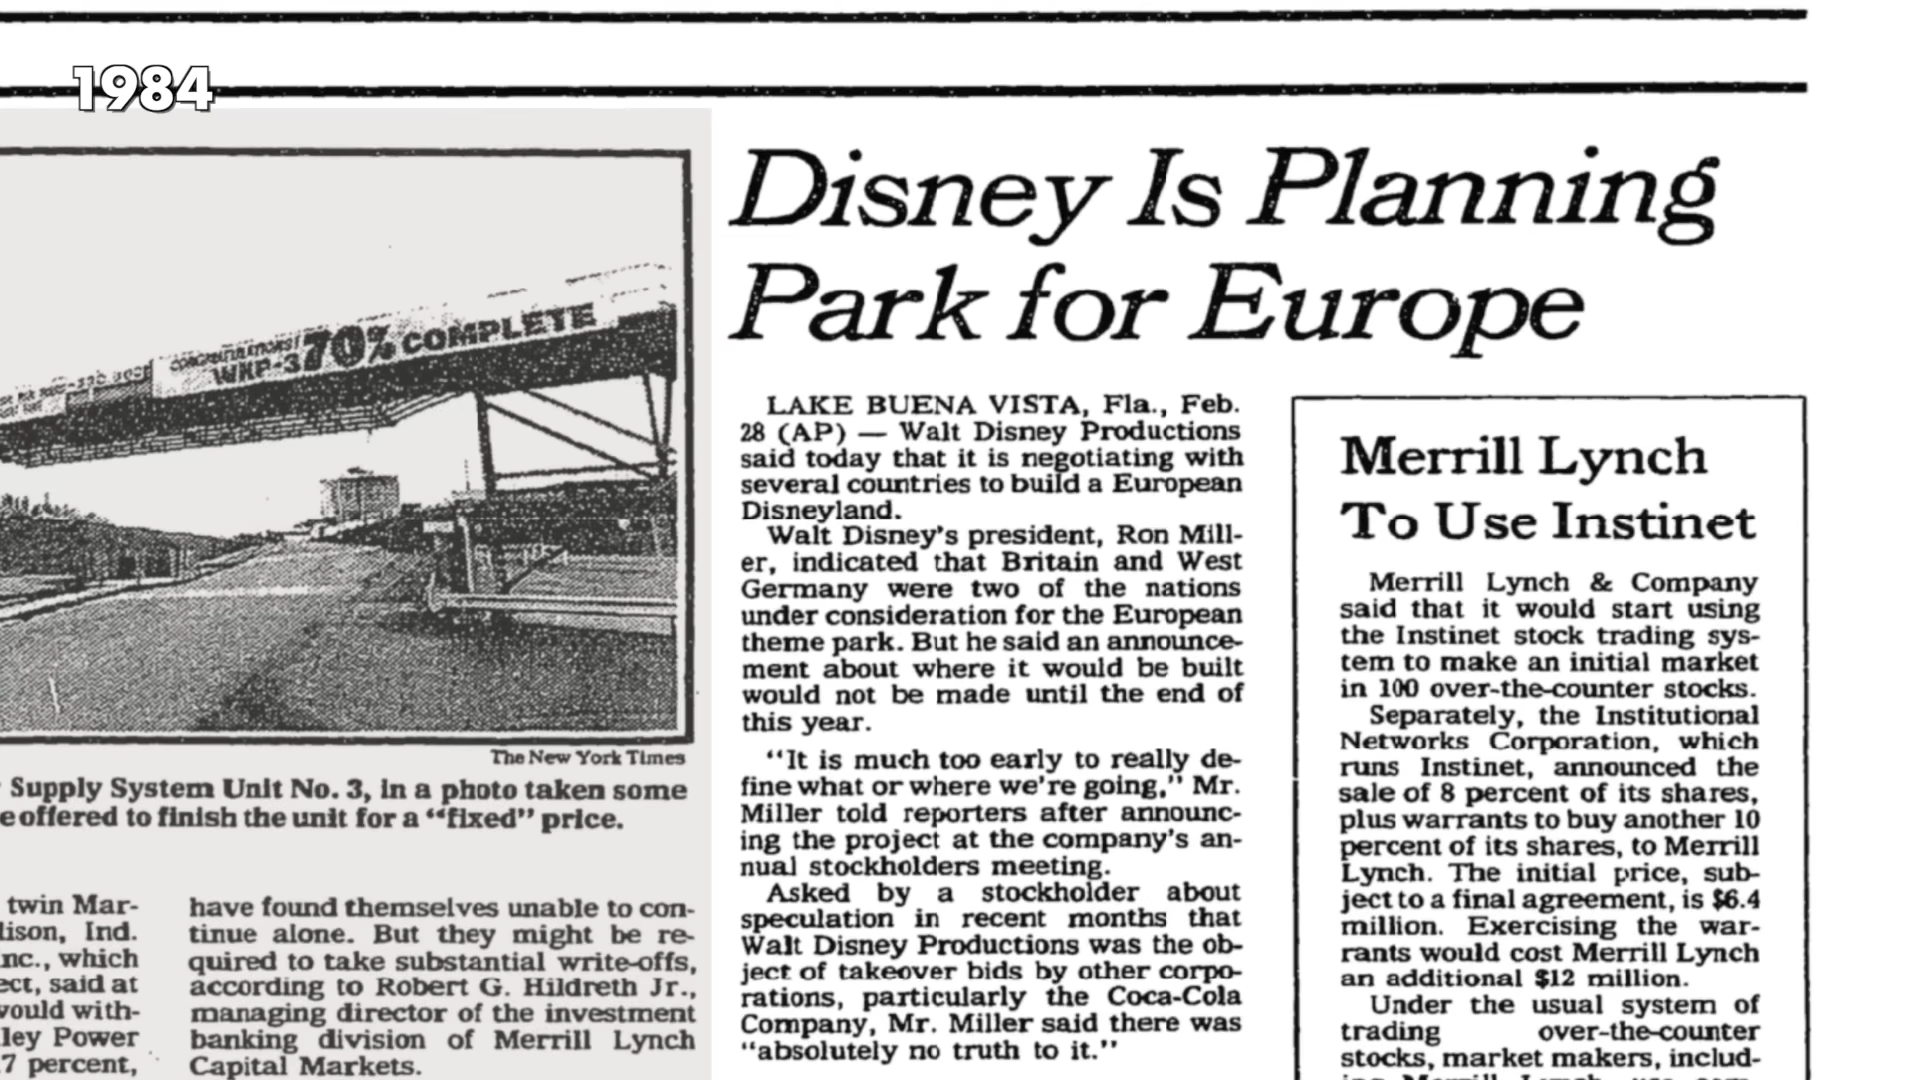 1984
CONGRATULATIONS!
WNP-3 70% COMPLETE
The New York Times
Supply System Unit No. 3, in a photo taken some
e offered to finish the unit for a “fixed” price.
twin Mar-
lison, Ind.
nc., which
ect, said at
would with-
ley Power
7 percent,
have found themselves unable to con-
tinue alone. But they might be re-
quired to take substantial write-offs,
according to Robert G. Hildreth Jr.,
managing director of the investment
banking division of Merrill Lynch
Capital Markets.
Disney Is Planning
Park for Europe
LAKE BUENA VISTA, Fla., Feb.
28 (AP) — Walt Disney Productions
said today that it is negotiating with
several countries to build a European
Disneyland.
Walt Disney’s president, Ron Mill-
er, indicated that Britain and West
Germany were two of the nations
under consideration for the European
theme park. But he said an announce-
ment about where it would be built
would not be made until the end of
this year.
“It is much too early to really de-
fine what or where we’re going,” Mr.
Miller told reporters after announc-
ing the project at the company’s an-
nual stockholders meeting.
Asked by a stockholder about
speculation in recent months that
Walt Disney Productions was the ob-
ject of takeover bids by other corpo-
rations, particularly the Coca-Cola
Company, Mr. Miller said there was
“absolutely no truth to it.”
Merrill Lynch
To Use Instinet
Merrill Lynch & Company
said that it would start using
the Instinet stock trading sys-
tem to make an initial market
in 100 over-the-counter stocks.
Separately, the Institutional
Networks Corporation, which
runs Instinet, announced the
sale of 8 percent of its shares,
plus warrants to buy another 10
percent of its shares, to Merrill
Lynch. The initial price, sub-
ject to a final agreement, is $6.4
million. Exercising the war-
rants would cost Merrill Lynch
an additional $12 million.
Under the usual system of
trading over-the-counter
stocks, market makers, includ-